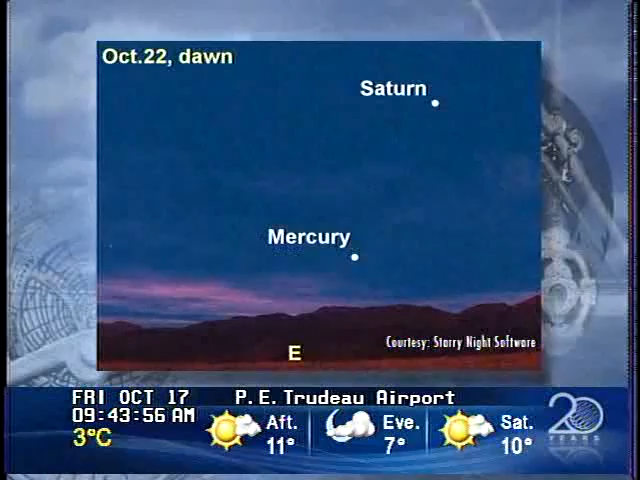 Oct.22, dawn
Saturn
Mercury
E
Courtesy: Starry Night Software
FRI OCT 17
P.E.Trudeau Airport
09:43:56 AM
3°C
Aft.
11°
Eve.
7°
Sat.
10°
20
YEARS